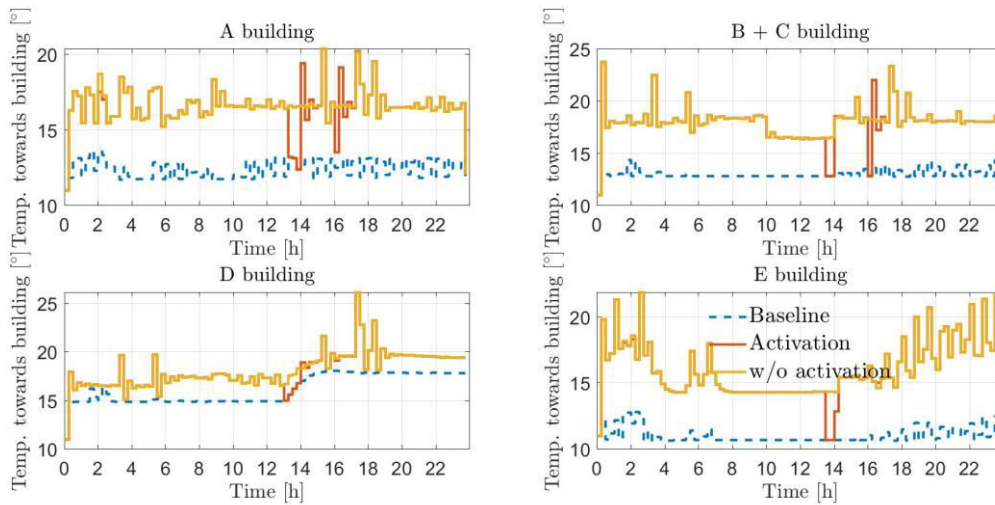 A building
Temp. towards building [°]
20
15
10
0 2 4 6 8 10 12 14 16 18 20 22
Time [h]
B + C building
Temp. towards building [°]
25
20
15
10
0 2 4 6 8 10 12 14 16 18 20 22
Time [h]
D building
Temp. towards building [°]
25
20
15
10
0 2 4 6 8 10 12 14 16 18 20 22
Time [h]
E building
Temp. towards building [°]
20
15
10
0 2 4 6 8 10 12 14 16 18 20 22
Time [h]
Baseline
Activation
w/o activation